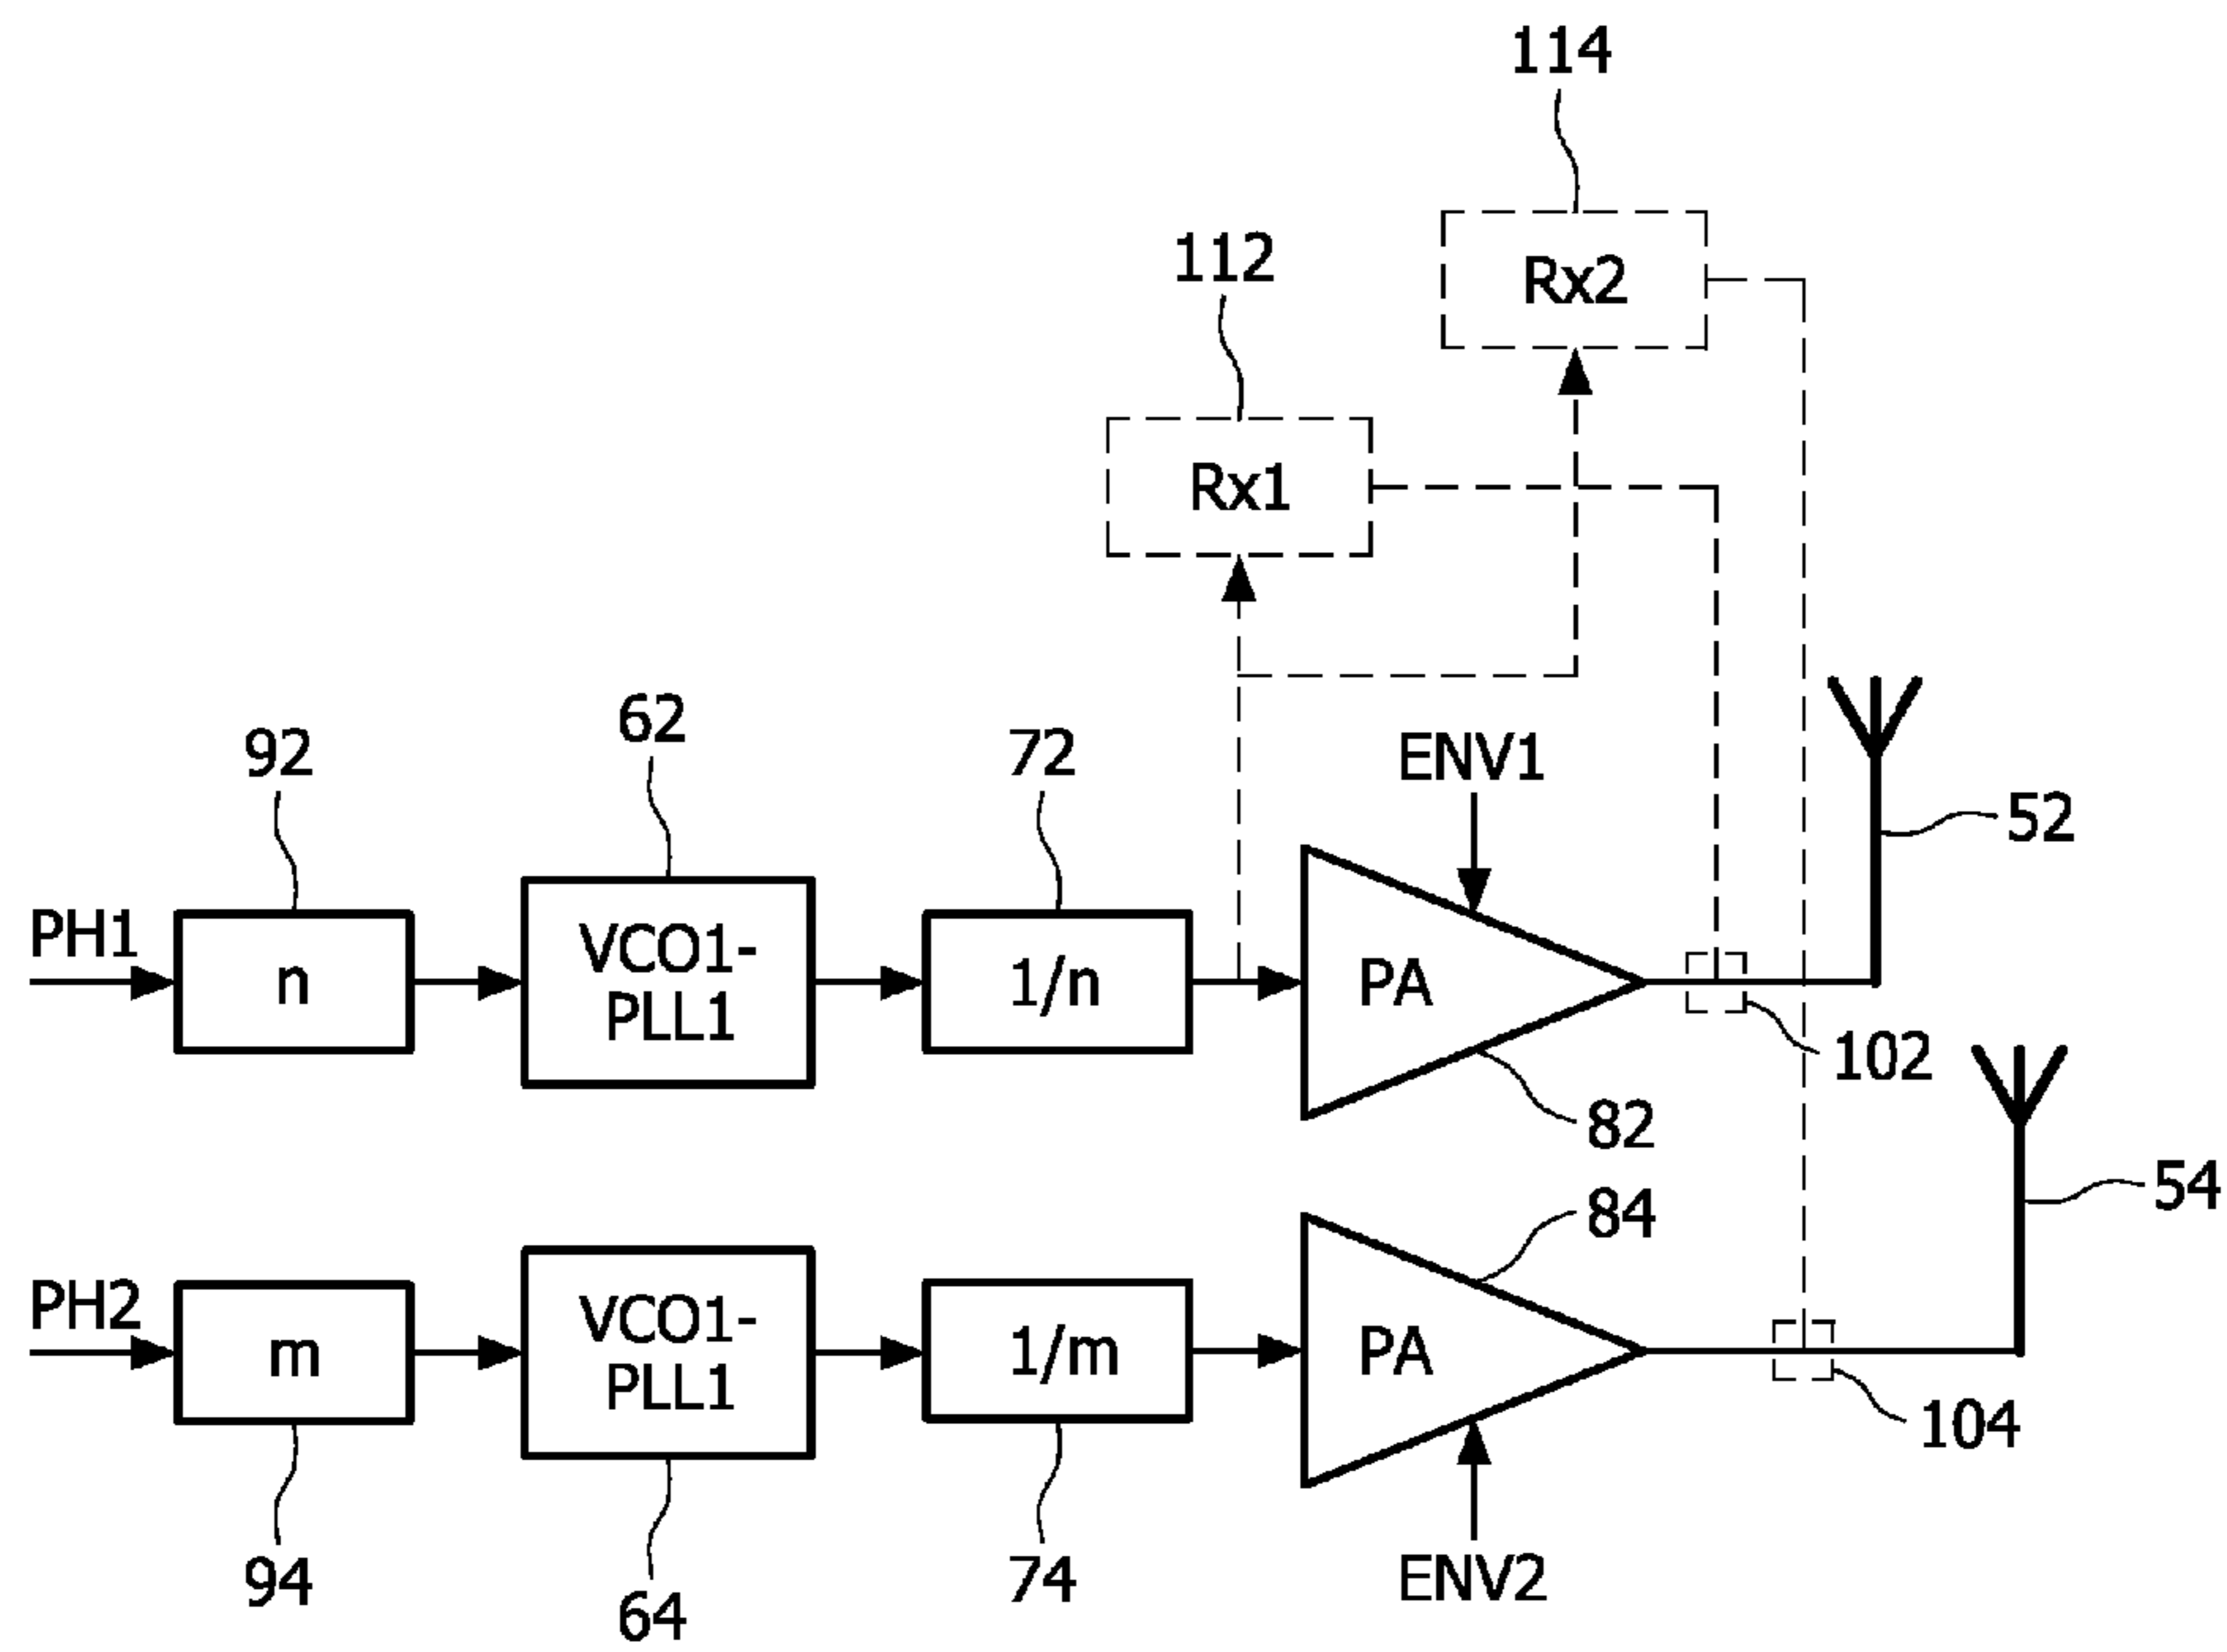 114
112
Rx2
Rx1
62
92
72
ENV1
52
PH1
n
VCO1-
PLL1
1/n
PA
102
82
54
84
PH2
m
VCO1-
PLL1
1/m
PA
104
94
64
74
ENV2